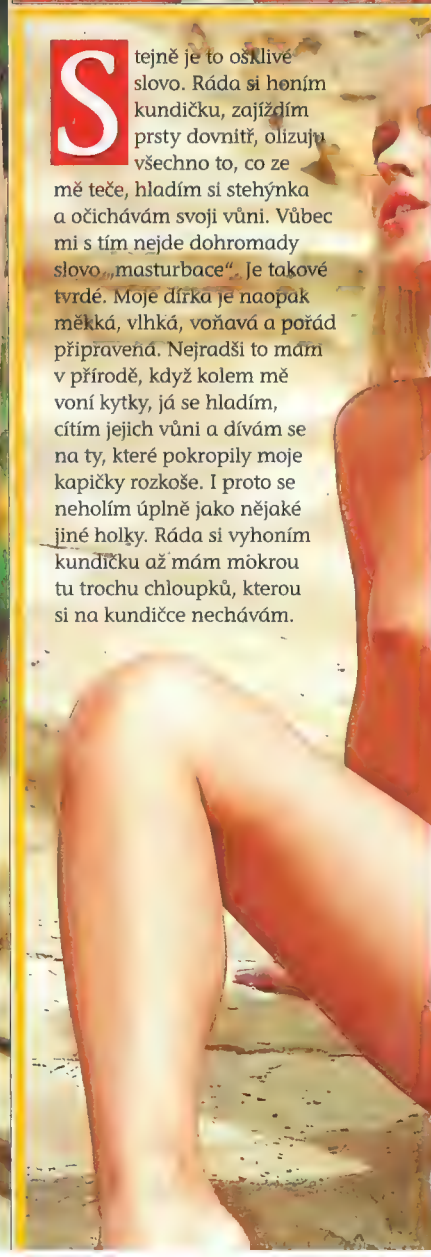 Stejně je to ošklivé
slovo. Ráda si honím
kundičku, zajíždím
prsty dovnitř, olizuju
všechno to, co ze
mě teče, hladím si stehýnka
a očichávám svoji vůni. Vůbec
mi s tím nejde dohromady
slovo „masturbace“. Je takové
tvrdé. Moje dírka je naopak
měkká, vlhká, voňavá a pořád
připravená. Nejradši to mám
v přírodě, když kolem mě
voní kytky, já se hladím,
cítím jejich vůni a dívám se
na ty, které pokropily moje
kapičky rozkoše. I proto se
neholím úplně jako nějaké
jiné holky. Ráda si vyhoním
kundičku až mám mokrou
tu trochu chloupků, kterou
si na kundičce nechávám.